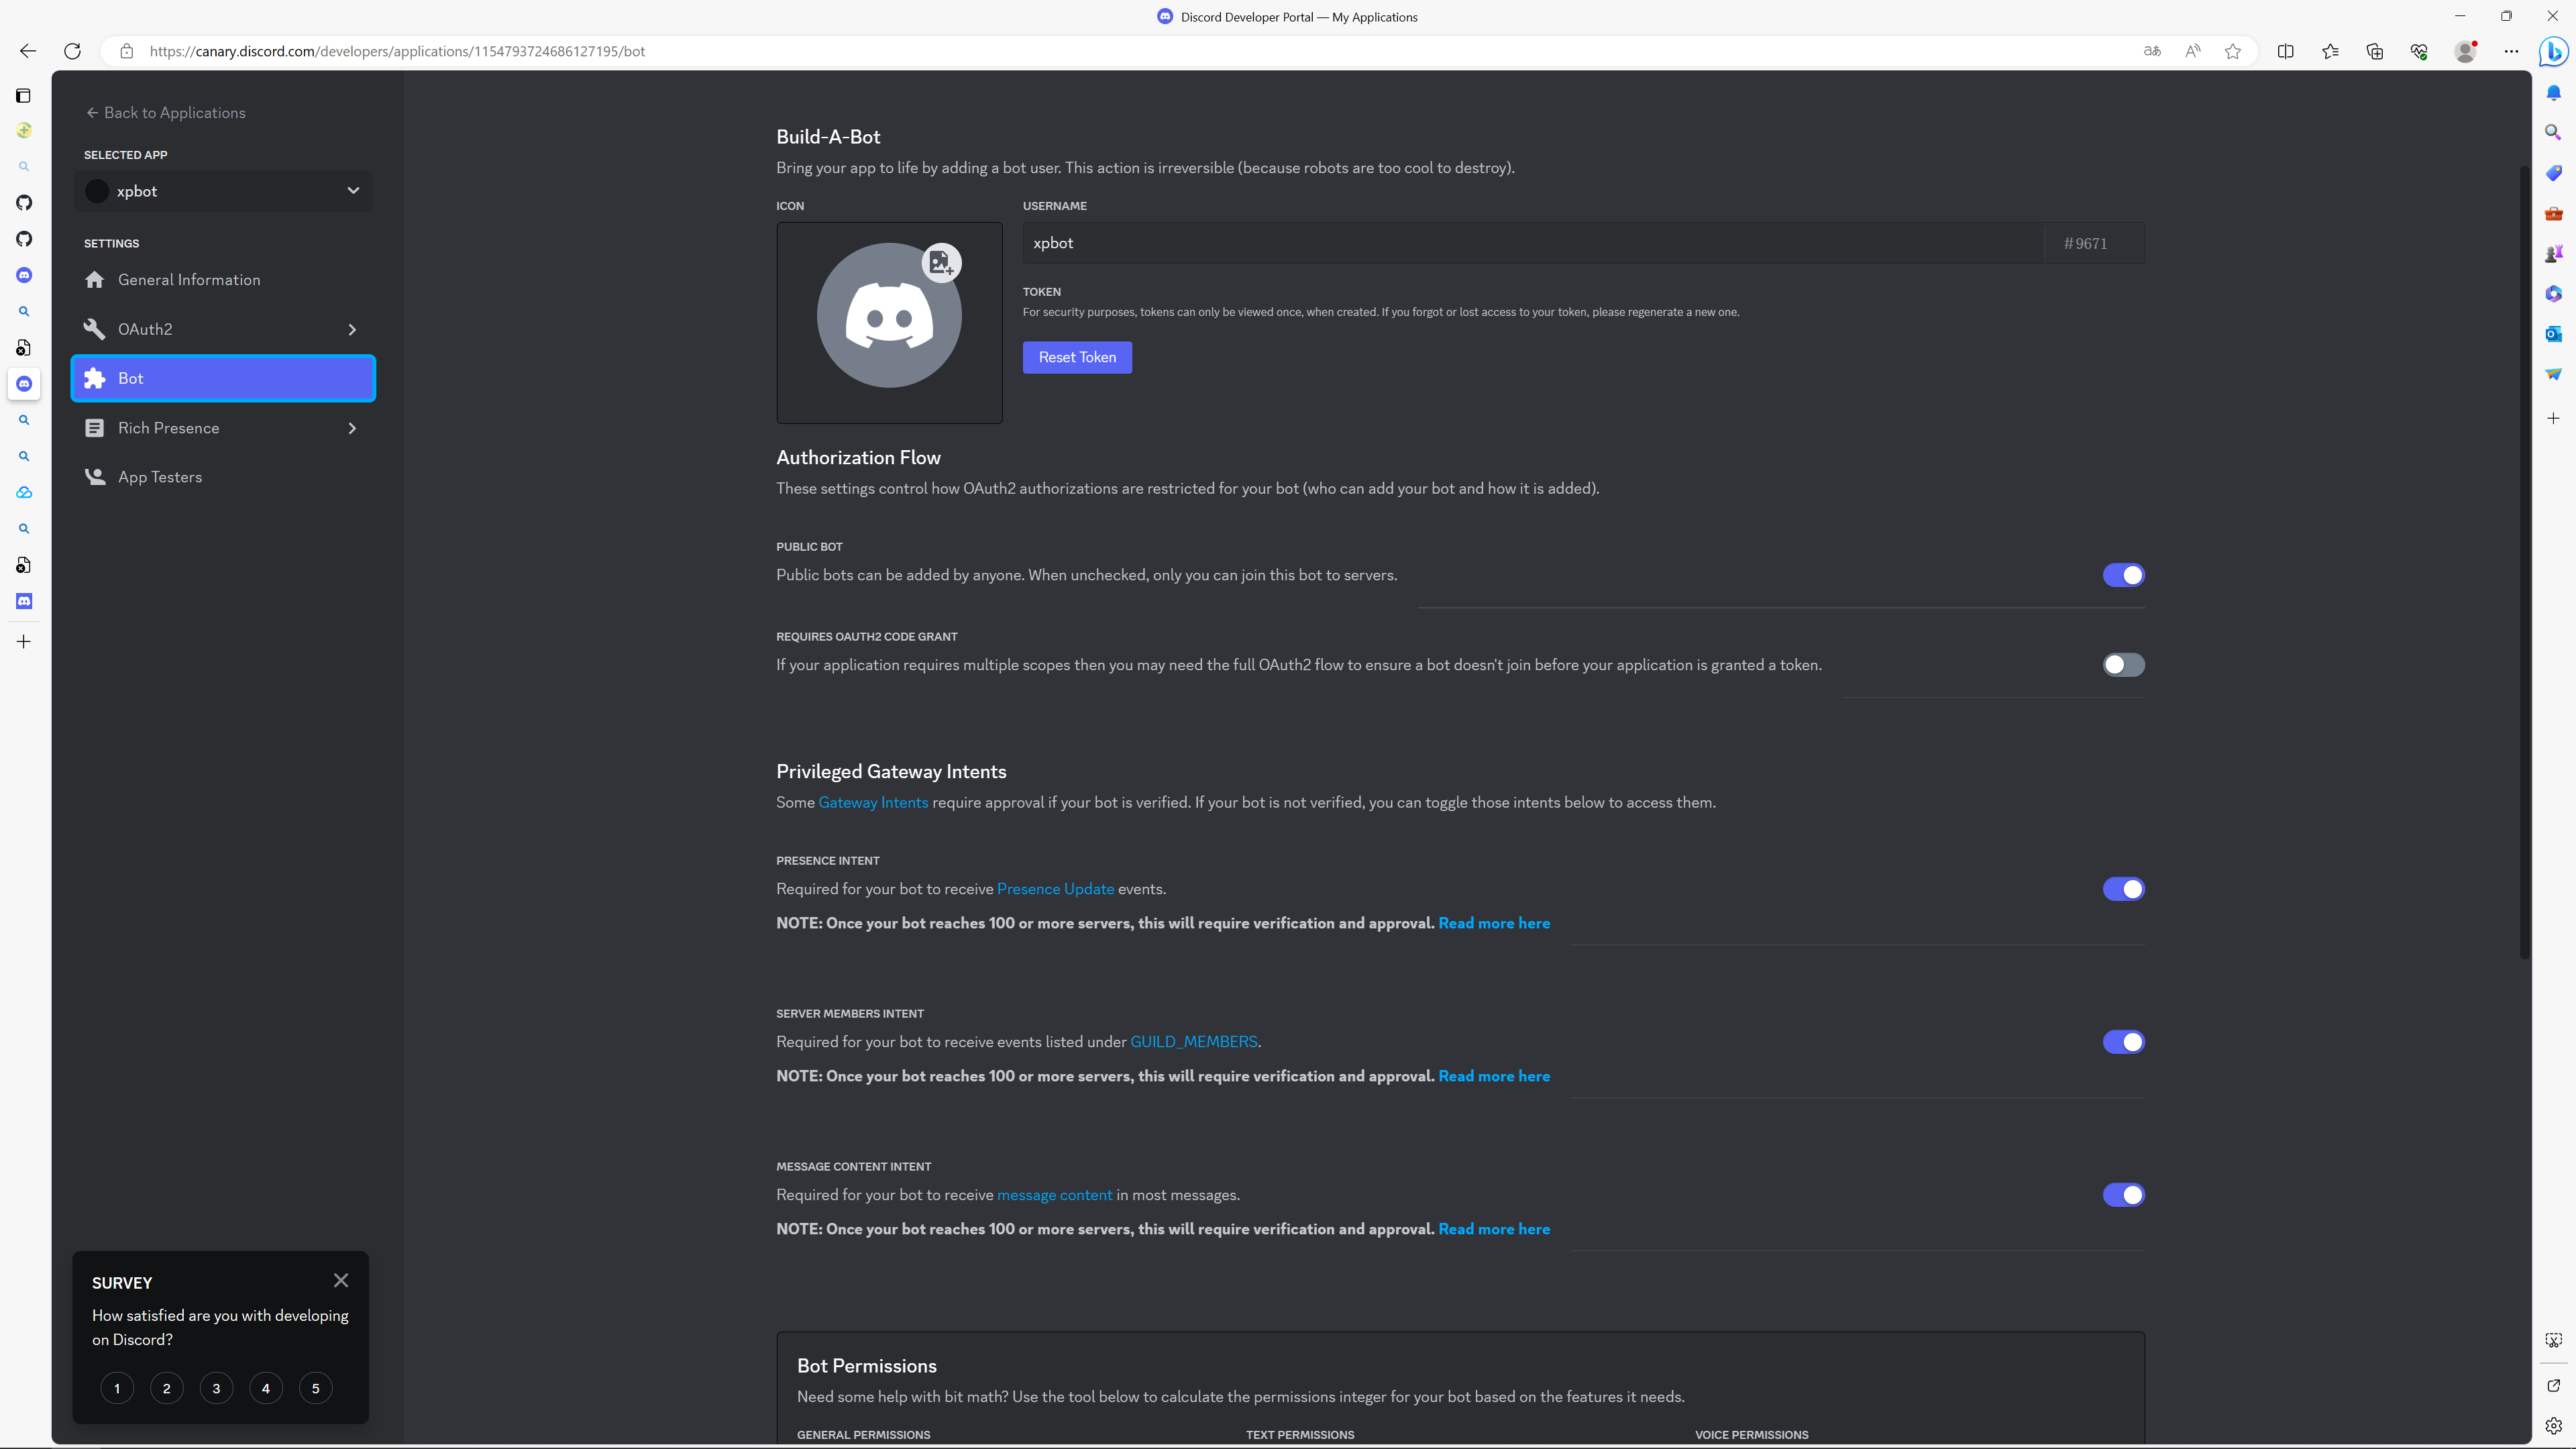 Discord Developer Portal — My Applications
https://canary.discord.com/developers/applications/1154793724686127195/bot
Back to Applications
SELECTED APP
xpbot
SETTINGS
General Information
OAuth2
Bot
Rich Presence
App Testers
Build-A-Bot
Bring your app to life by adding a bot user. This action is irreversible (because robots are too cool to destroy).
ICON
USERNAME
xpbot
#9671
TOKEN
For security purposes, tokens can only be viewed once, when created. If you forgot or lost access to your token, please regenerate a new one.
Reset Token
Authorization Flow
These settings control how OAuth2 authorizations are restricted for your bot (who can add your bot and how it is added).
PUBLIC BOT
Public bots can be added by anyone. When unchecked, only you can join this bot to servers.
REQUIRES OAUTH2 CODE GRANT
If your application requires multiple scopes then you may need the full OAuth2 flow to ensure a bot doesn't join before your application is granted a token.
Privileged Gateway Intents
Some Gateway Intents require approval if your bot is verified. If your bot is not verified, you can toggle those intents below to access them.
PRESENCE INTENT
Required for your bot to receive Presence Update events.
NOTE: Once your bot reaches 100 or more servers, this will require verification and approval. Read more here
SERVER MEMBERS INTENT
Required for your bot to receive events listed under GUILD_MEMBERS.
NOTE: Once your bot reaches 100 or more servers, this will require verification and approval. Read more here
MESSAGE CONTENT INTENT
Required for your bot to receive message content in most messages.
NOTE: Once your bot reaches 100 or more servers, this will require verification and approval. Read more here
Bot Permissions
Need some help with bit math? Use the tool below to calculate the permissions integer for your bot based on the features it needs.
GENERAL PERMISSIONS
TEXT PERMISSIONS
VOICE PERMISSIONS
SURVEY
How satisfied are you with developing
on Discord?
1 2 3 4 5